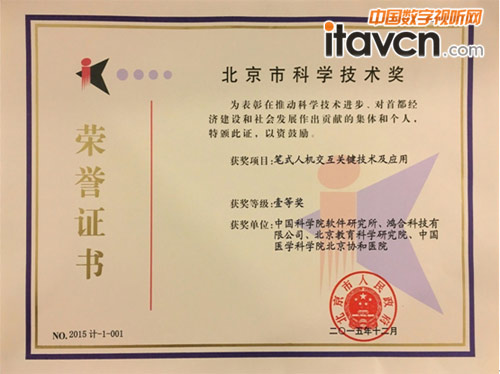 中国数字视听网
itavcn.com
北京市科学技术奖
荣誉证书
为表彰在推动科学技术进步、对首都经
济建设和社会发展作出贡献的集体和个人，
特颁此证，以资鼓励。
获奖项目：笔式人机交互关键技术及应用
获奖等级：壹等奖
获奖单位：中国科学院软件研究所、鸿合科技有
限公司、北京教育科学研究院、中国
医学科学院北京协和医院
北京市人民政府
二〇一五年十二月
NO. 2015 计-1-001